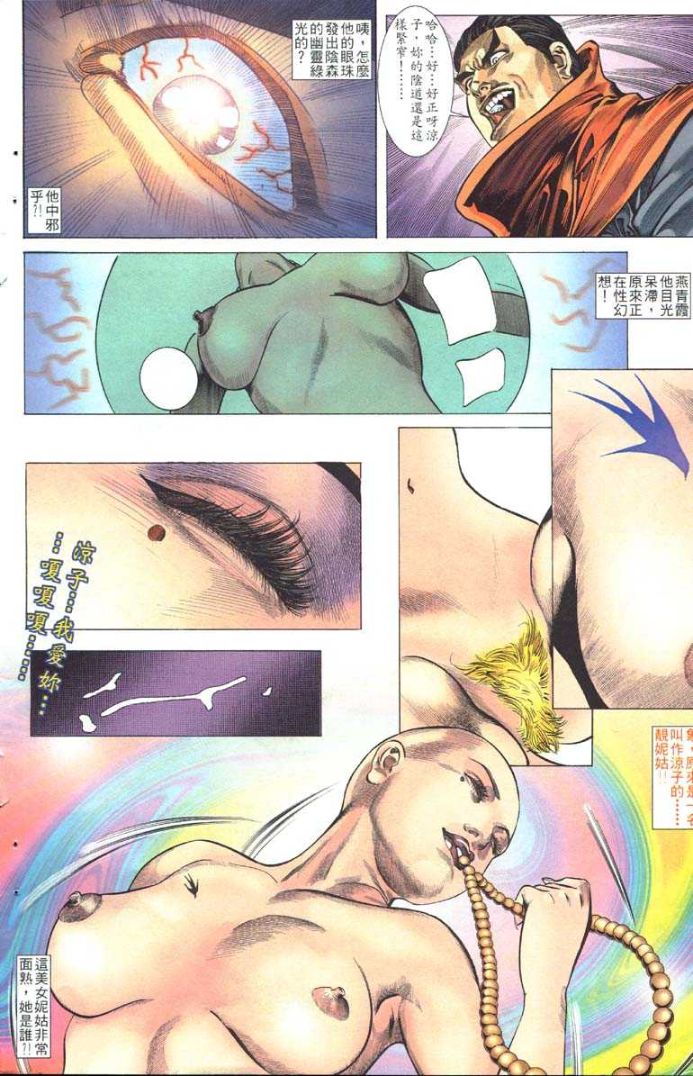 哈哈…好…好正呀涼
子，妳的陰道還是這
樣緊窄！……
咦，怎麼
他的眼珠
發出陰森
的幽靈綠
光的？
他中邪
乎?!
燕青霞
他目光
呆滯，
原來正
在性幻
想！
涼子…我愛妳…
…嘎嘎嘎……
原來是一名
叫作涼子的……
靚妮姑!!
這美女妮姑非常
面熟，她是誰?!